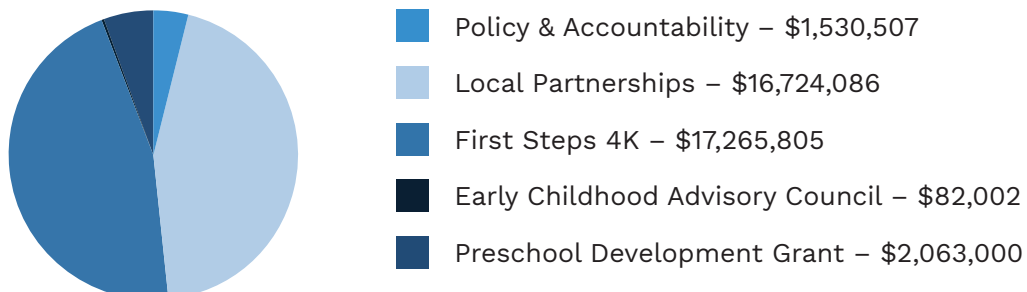 Policy & Accountability – $1,530,507
Local Partnerships – $16,724,086
First Steps 4K – $17,265,805
Early Childhood Advisory Council – $82,002
Preschool Development Grant – $2,063,000